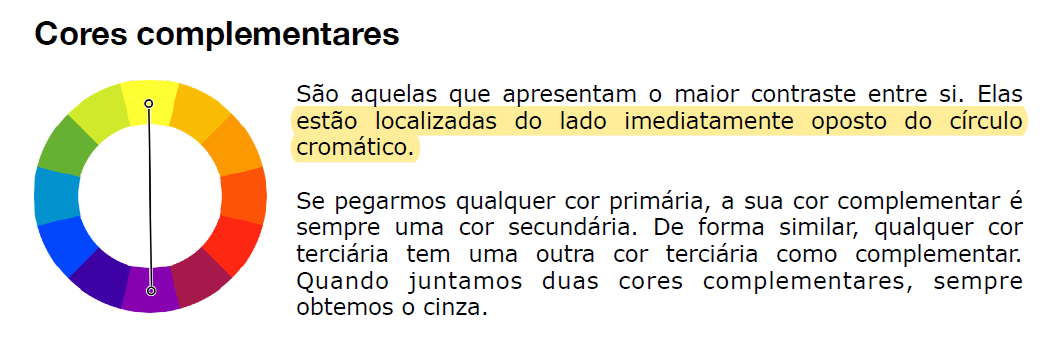 Cores complementares
São aquelas que apresentam o maior contraste entre si. Elas
estão localizadas do lado imediatamente oposto do círculo
cromático.
Se pegarmos qualquer cor primária, a sua cor complementar é
sempre uma cor secundária. De forma similar, qualquer cor
terciária tem uma outra cor terciária como complementar.
Quando juntamos duas cores complementares, sempre
obtemos o cinza.